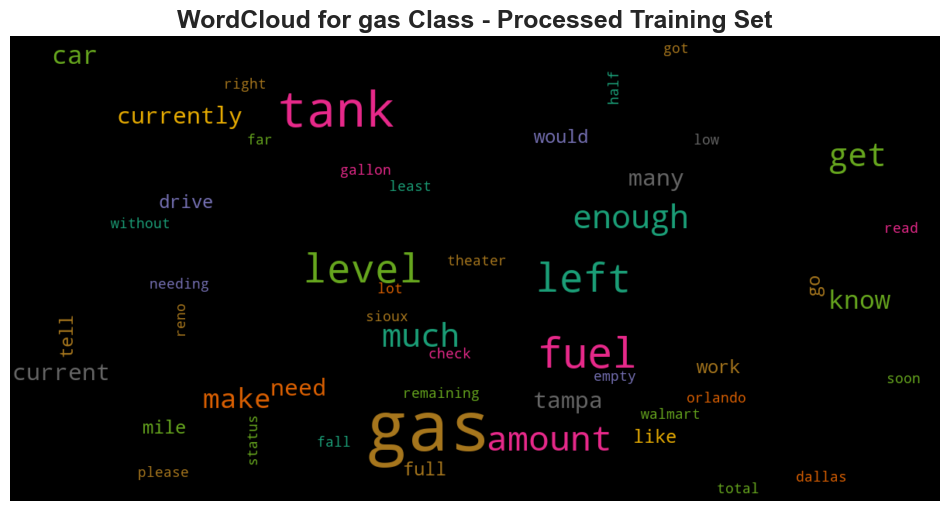 WordCloud for gas Class - Processed Training Set
car
got
right
half
tank
currently
far
would
low
get
gallon
least
many
drive
enough
without
read
level
theater
left
needing
lot
go
know
reno
sioux
tell
much
check
fuel
work
current
empty
soon
make
need
remaining
tampa
orlando
walmart
mile
status
fall
gas
amount
like
please
full
dallas
total